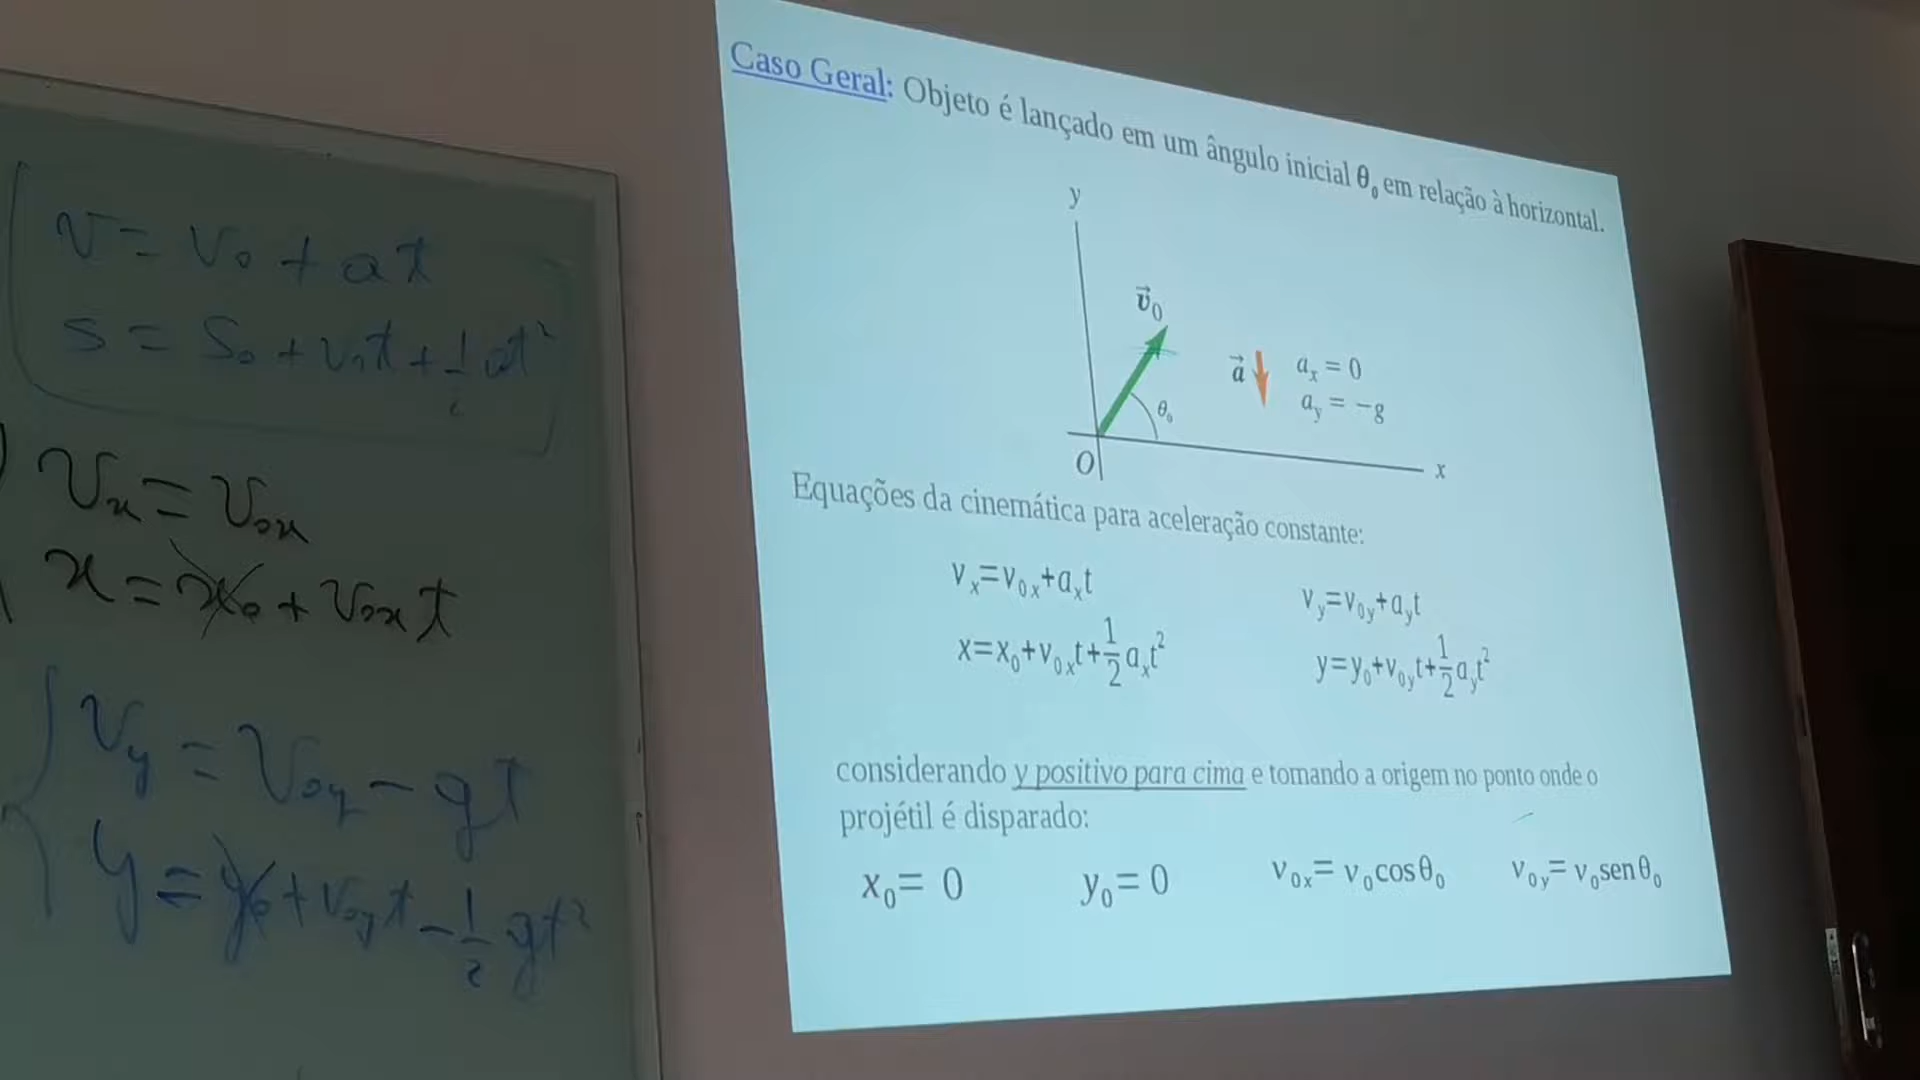 v = v₀ + at
s = s₀ + v₀t + ½at²
vₓ = v₀ₓ
x = x₀ + v₀ₓt
v_y = v₀y - gt
y = y₀ + v₀yt - ½gt²
Caso Geral: Objeto é lançado em um ângulo inicial θ₀ em relação à horizontal.
y
v⃗₀
a⃗ aₓ = 0
a_y = -g
θ₀
O x
Equações da cinemática para aceleração constante:
vₓ=v₀ₓ+aₓt v_y=v₀y+a_yt
x=x₀+v₀ₓt+½aₓt² y=y₀+v₀yt+½a_yt²
considerando y positivo para cima e tomando a origem no ponto onde o
projétil é disparado:
x₀= 0 y₀= 0 v₀ₓ= v₀cosθ₀ v₀y= v₀senθ₀